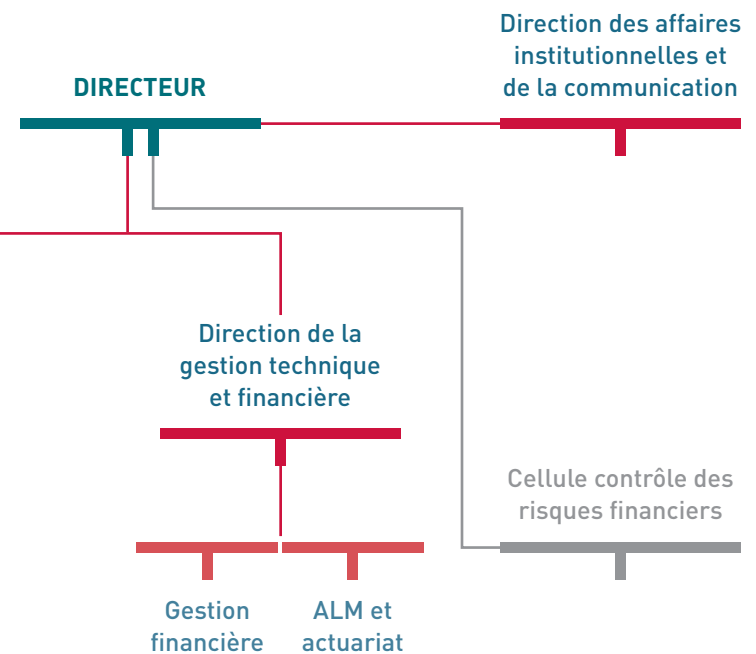 Direction des affaires
institutionnelles et
de la communication
DIRECTEUR
Direction de la
gestion technique
et financière
Cellule contrôle des
risques financiers
Gestion
financière
ALM et
actuariat